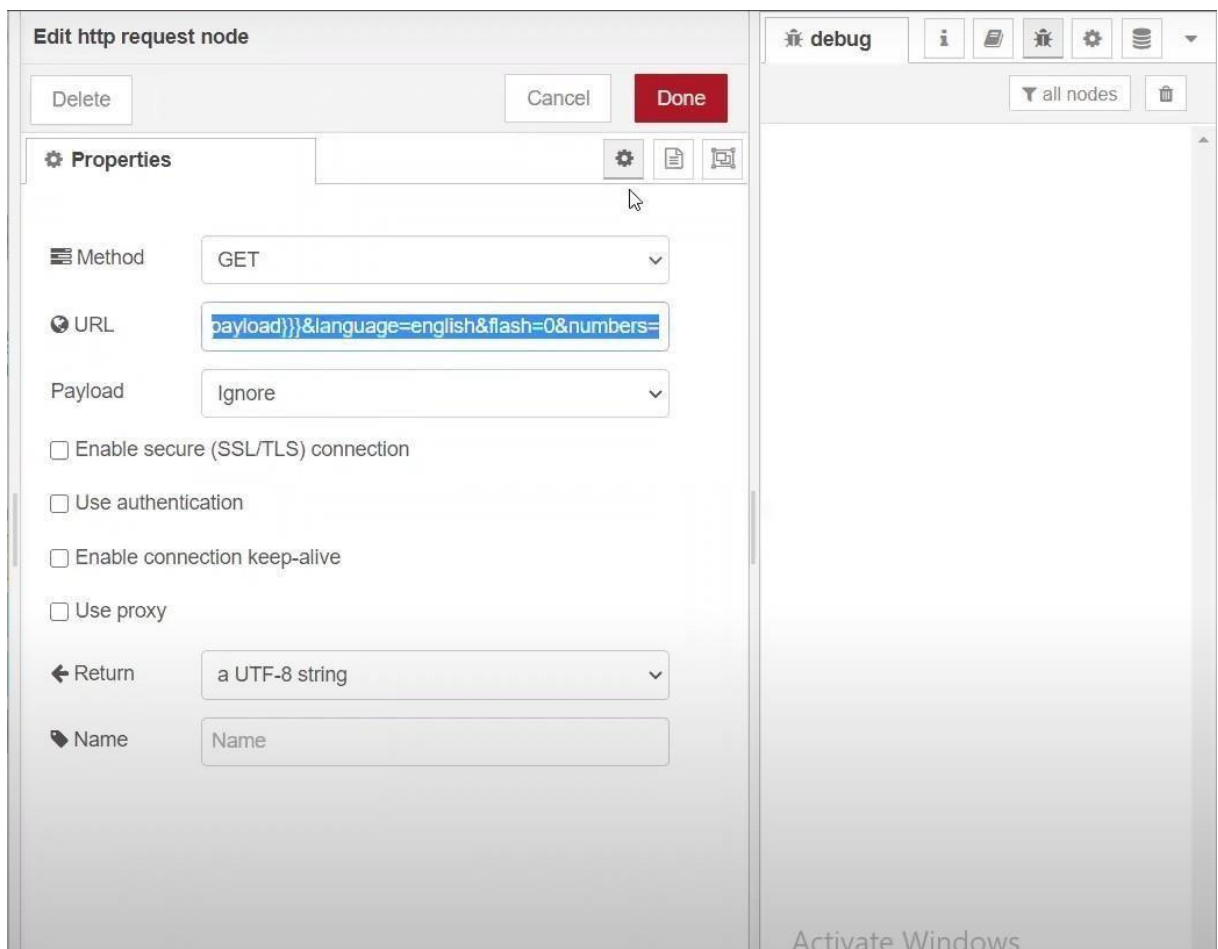 Edit http request node
debug
i
Delete
Cancel
Done
all nodes
Properties
Method
GET
URL
payload}}}&language=english&flash=0&numbers=
Payload
Ignore
Enable secure (SSL/TLS) connection
Use authentication
Enable connection keep-alive
Use proxy
Return
a UTF-8 string
Name
Name
Activate Windows